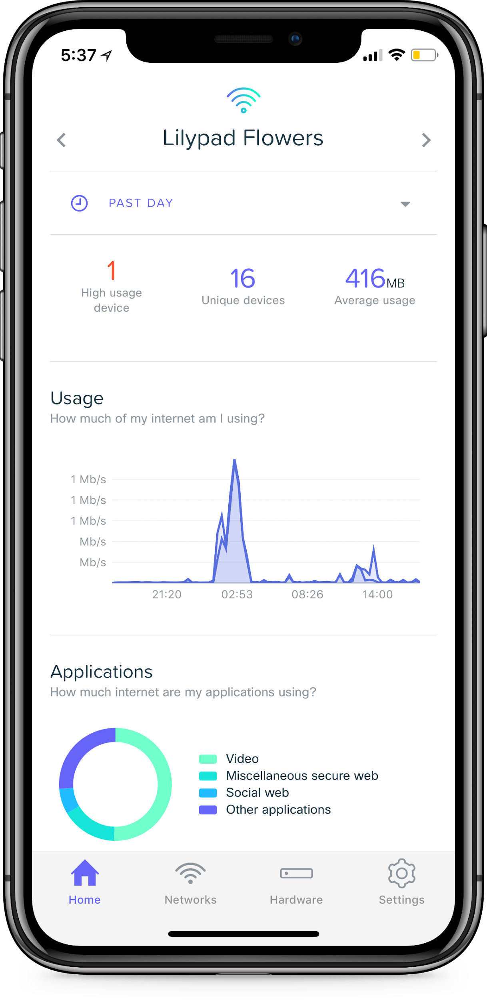 5:37
Lilypad Flowers
PAST DAY
1
High usage
device
16
Unique devices
416MB
Average usage
Usage
How much of my internet am I using?
1 Mb/s
1 Mb/s
1 Mb/s
Mb/s
Mb/s
21:20 02:53 08:26 14:00
Applications
How much internet are my applications using?
Video
Miscellaneous secure web
Social web
Other applications
Home Networks Hardware Settings